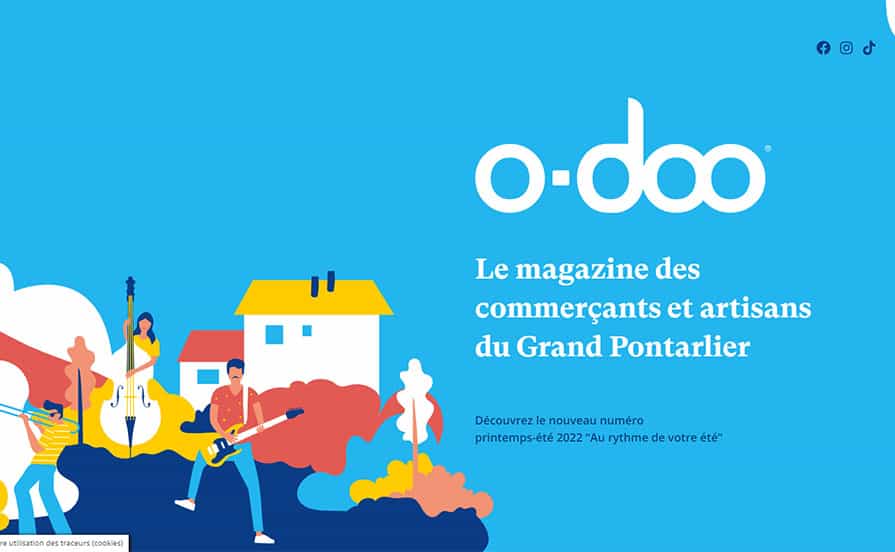 o-doo®
Le magazine des
commerçants et artisans
du Grand Pontarlier
Découvrez le nouveau numéro
printemps-été 2022 "Au rythme de votre été"
re utilisation des traceurs (cookies)